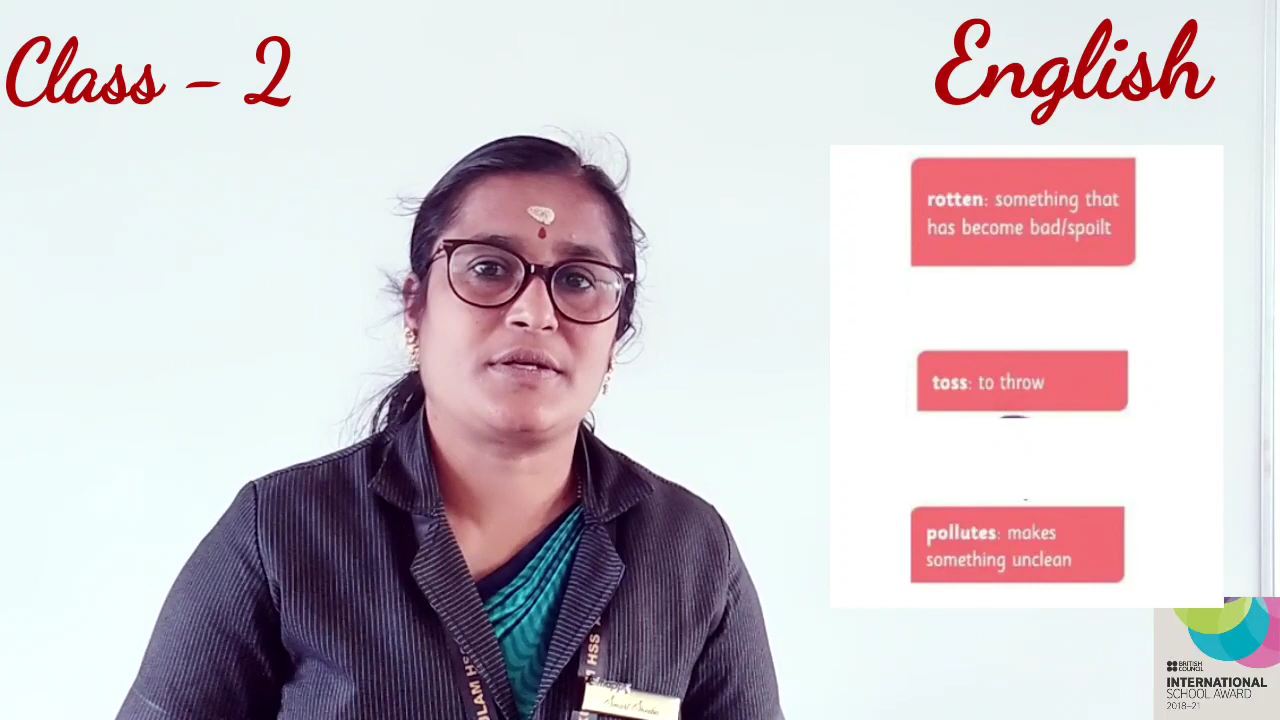 Class - 2
English
rotten: something that
has become bad/spoilt
toss: to throw
pollutes: makes
something unclean
BRITISH
COUNCIL
INTERNATIONAL
SCHOOL AWARD
2018–21
HSS